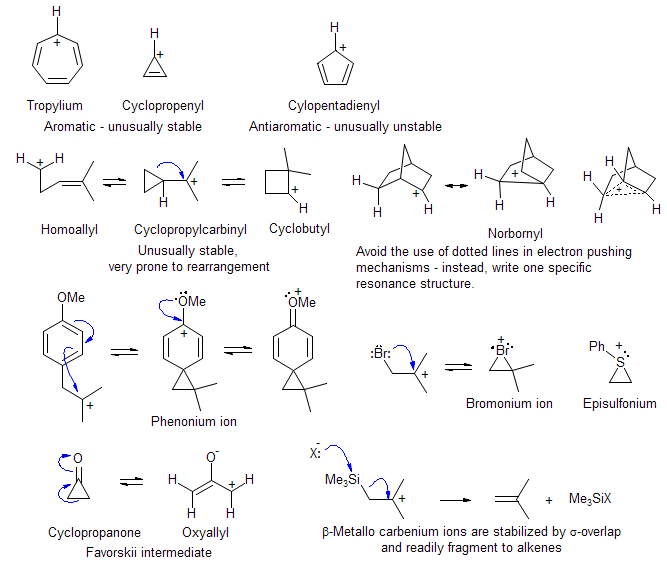 H
+
H
+
H
+
Tropylium
Cyclopropenyl
Cylopentadienyl
Aromatic - unusually stable
Antiaromatic - unusually unstable
H + H
H
+
+
H
H
H
+
H
+
H
H
H
+
H
H
Homoallyl
Cyclopropylcarbinyl
Cyclobutyl
Norbornyl
Unusually stable,
very prone to rearrangement
Avoid the use of dotted lines in electron pushing
mechanisms - instead, write one specific
resonance structure.
OMe
+
:OMe
+
+
:OMe
:Br:
+
+
Br
Ph
+
S:
Phenonium ion
Bromonium ion
Episulfonium
O
O-
H
+
H
H
H
X:-
Me3Si
+
+
Me3SiX
Cyclopropanone
Oxyallyl
Favorskii intermediate
β-Metallo carbenium ions are stabilized by σ-overlap
and readily fragment to alkenes